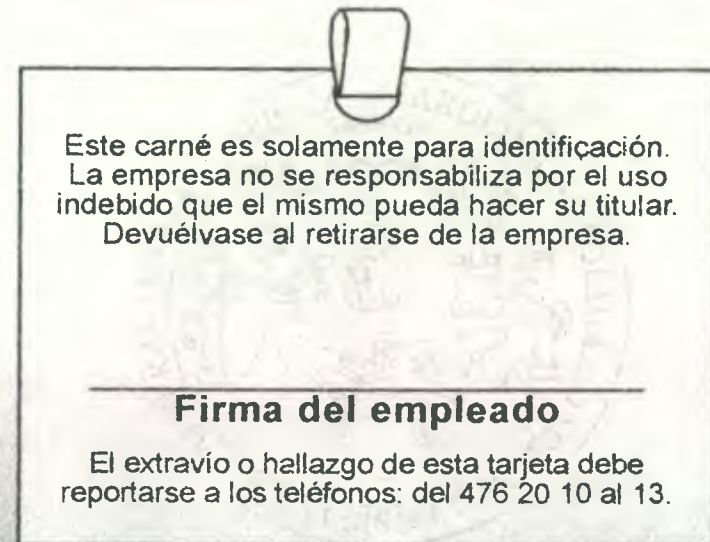 Este carné es solamente para identificación.
La empresa no se responsabiliza por el uso
indebido que el mismo pueda hacer su titular.
Devuélvase al retirarse de la empresa.
Firma del empleado
El extravío o hallazgo de esta tarjeta debe
reportarse a los teléfonos: del 476 20 10 al 13.